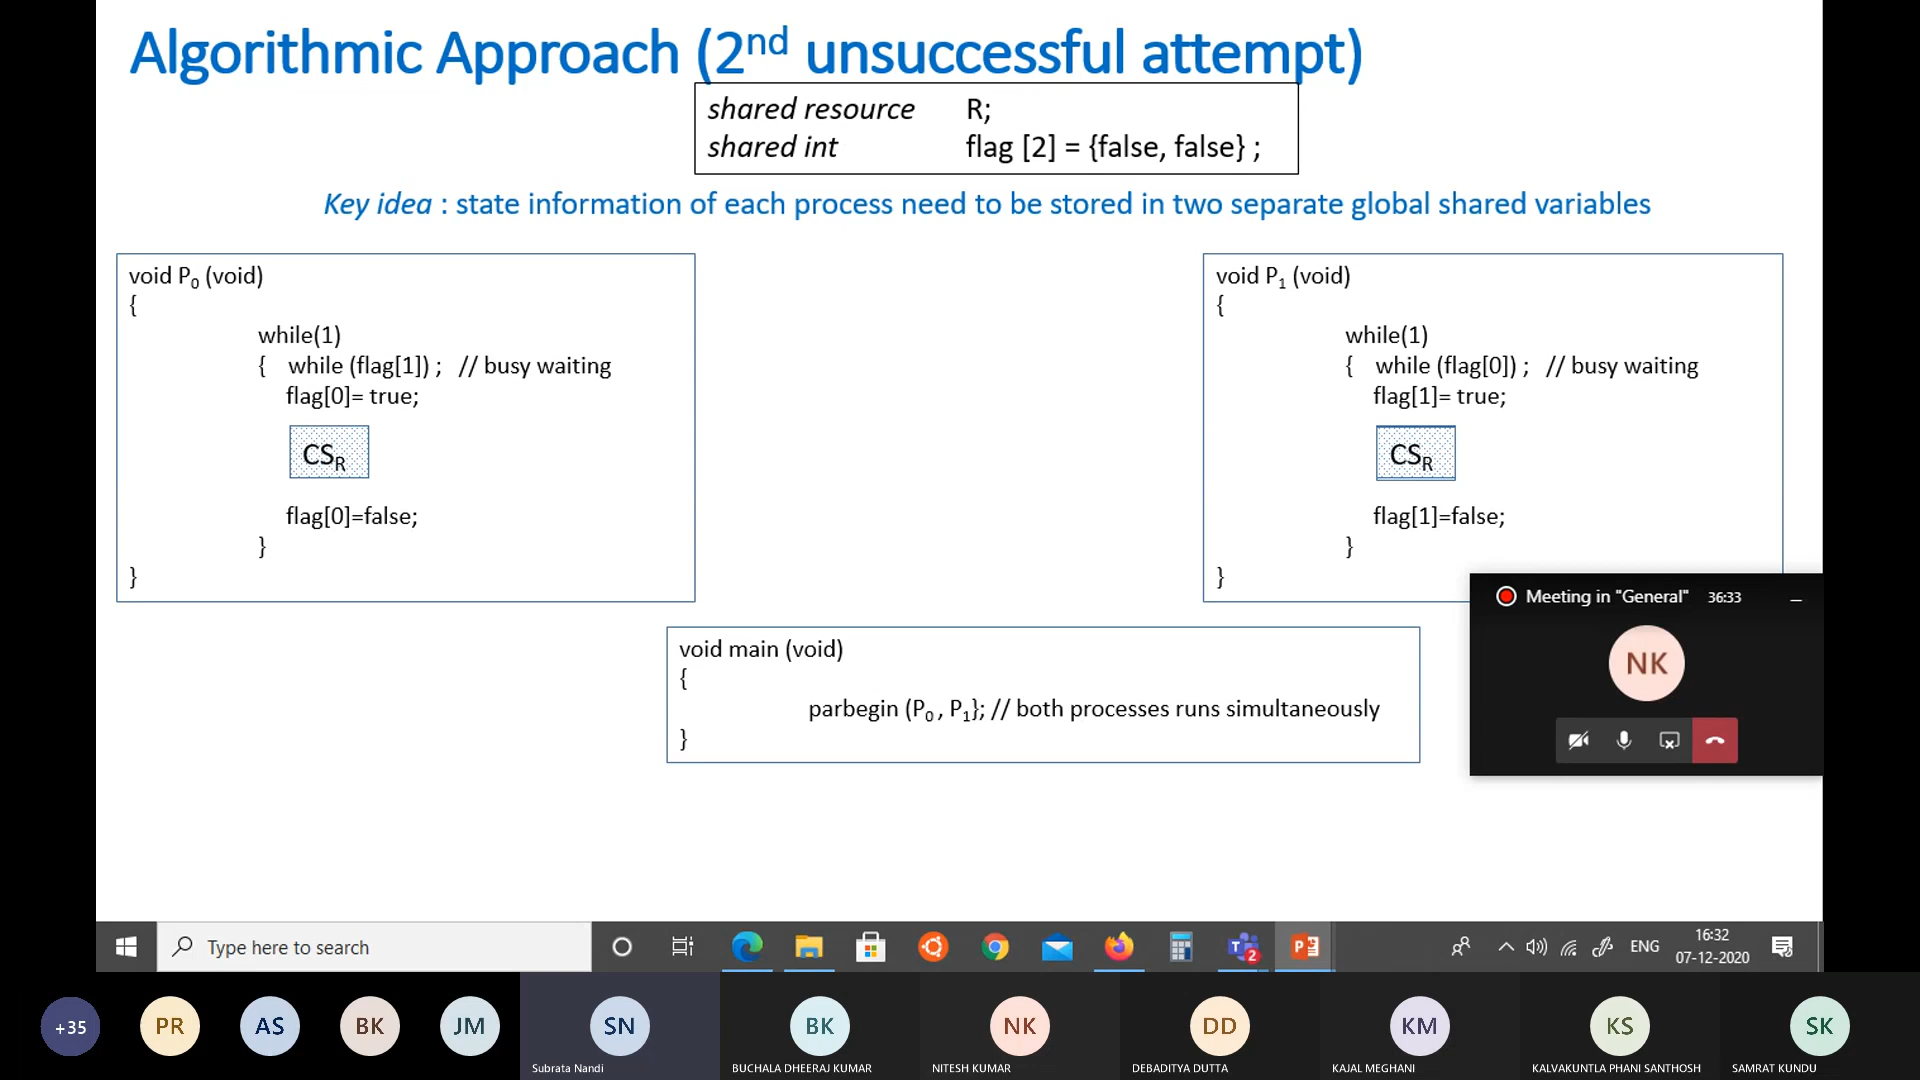 Algorithmic Approach (2nd unsuccessful attempt)
shared resource R;
shared int flag [2] = {false, false} ;
Key idea : state information of each process need to be stored in two separate global shared variables
void P0 (void)
{
while(1)
{ while (flag[1]) ; // busy waiting
flag[0]= true;
CSR
flag[0]=false;
}
}
void P1 (void)
{
while(1)
{ while (flag[0]) ; // busy waiting
flag[1]= true;
CSR
flag[1]=false;
}
}
void main (void)
{
parbegin (P0 , P1}; // both processes runs simultaneously
}
Meeting in "General" 36:33
NK
Type here to search
2
ENG
16:32
07-12-2020
+35
PR
AS
BK
JM
SN
Subrata Nandi
BK
BUCHALA DHEERAJ KUMAR
NK
NITESH KUMAR
DD
DEBADITYA DUTTA
KM
KAJAL MEGHANI
KS
KALVAKUNTLA PHANI SANTHOSH
SK
SAMRAT KUNDU